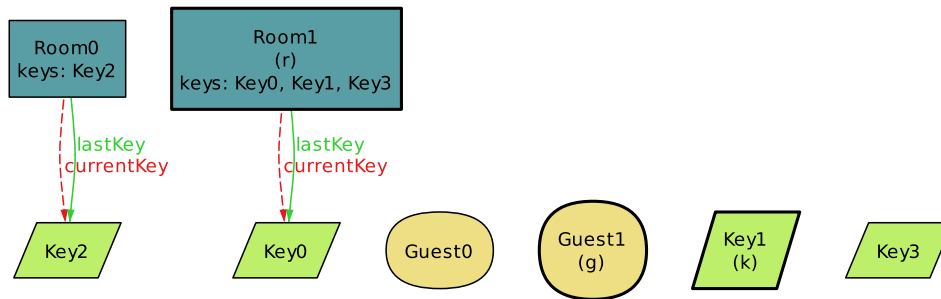 Room0
keys: Key2
Room1
(r)
keys: Key0, Key1, Key3
lastKey
currentKey
lastKey
currentKey
Key2
Key0
Guest0
Guest1
(g)
Key1
(k)
Key3